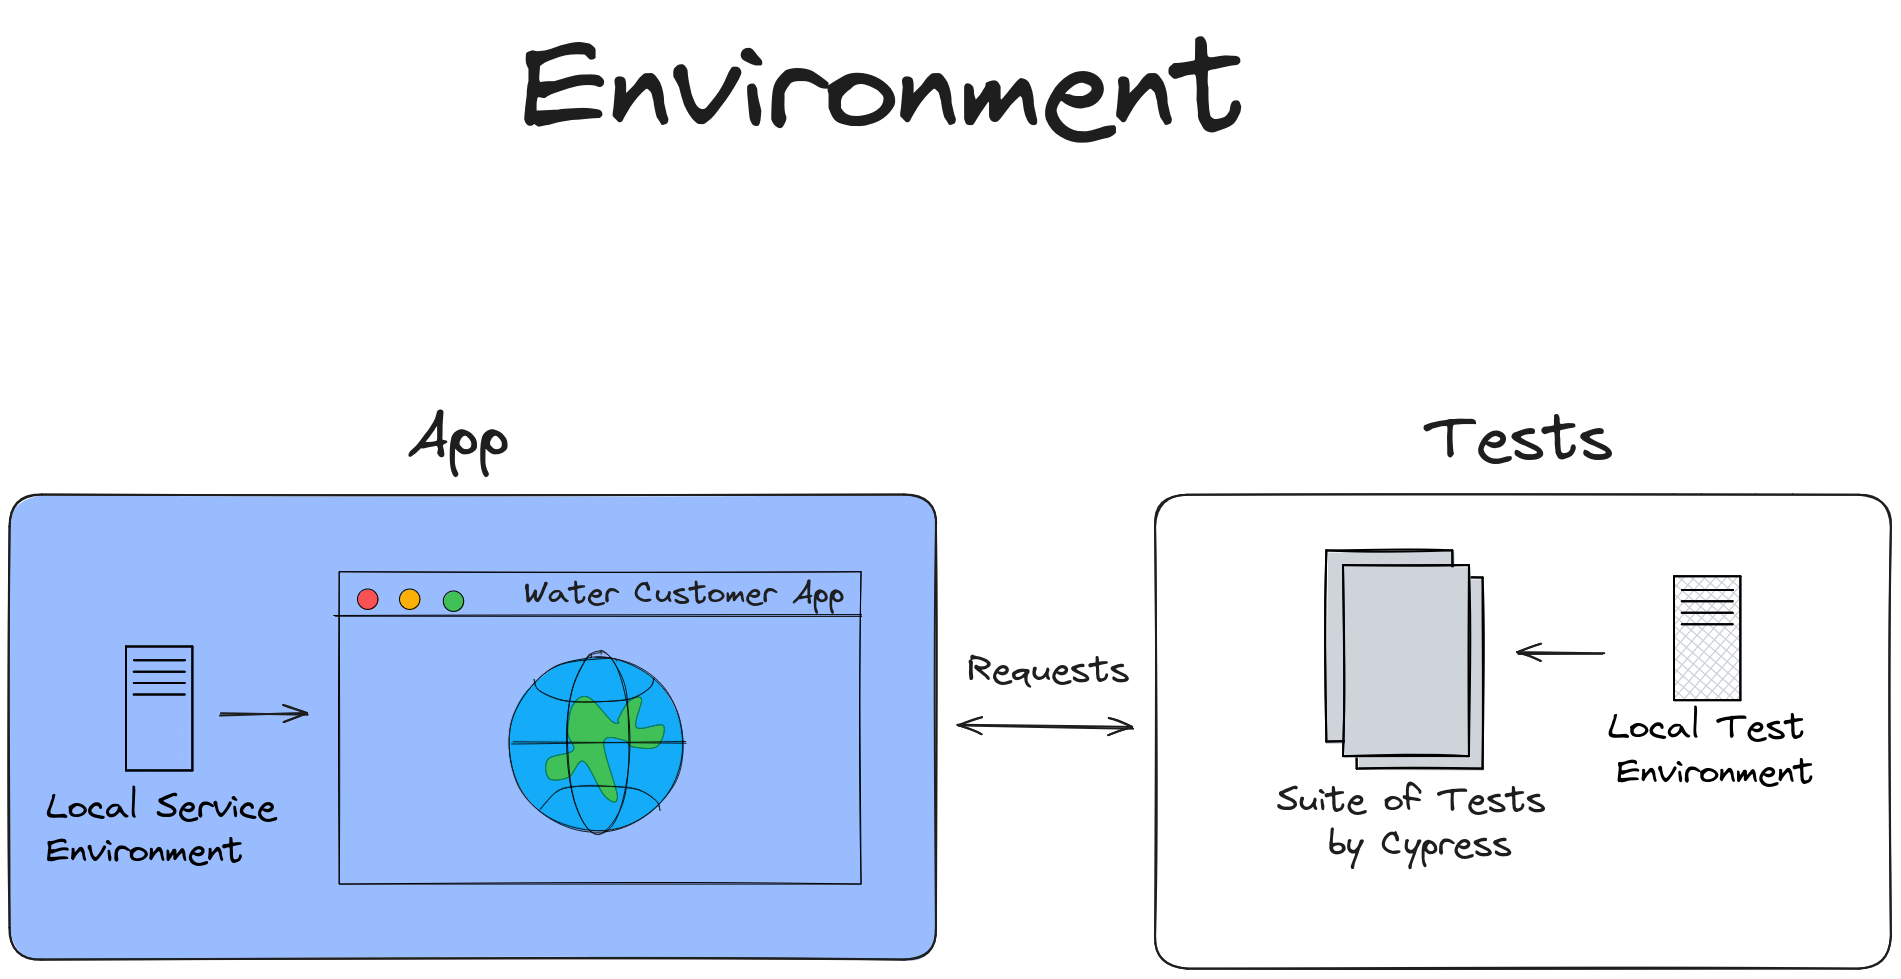 Environment
App
Tests
Water Customer App
Local Service
Environment
Requests
Suite of Tests
by Cypress
Local Test
Environment